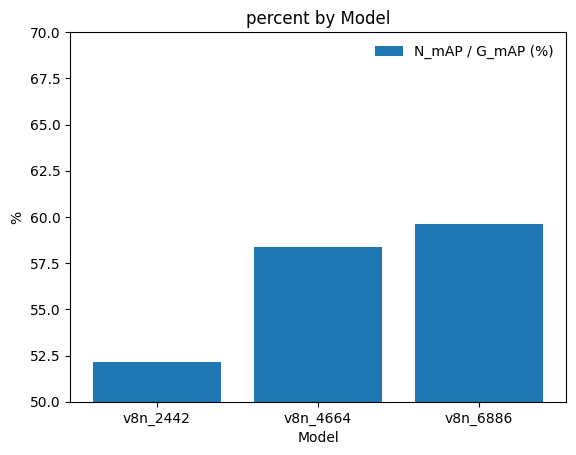 percent by Model
N_mAP / G_mAP (%)
%
70.0
67.5
65.0
62.5
60.0
57.5
55.0
52.5
50.0
v8n_2442
v8n_4664
v8n_6886
Model